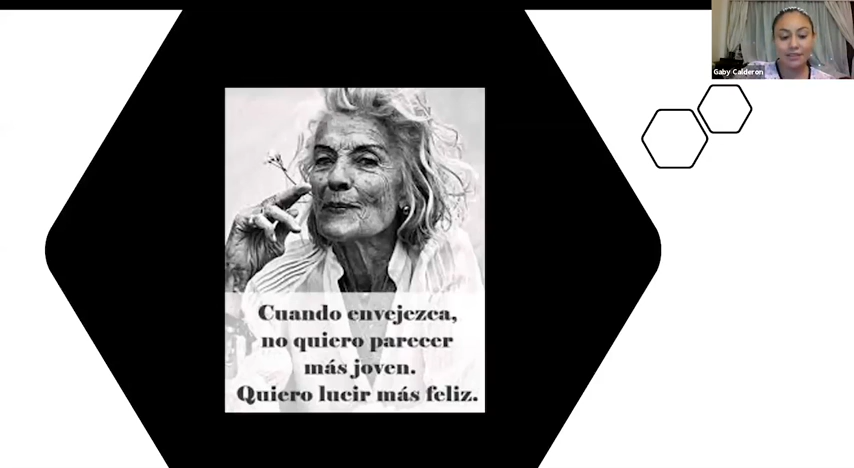 Gaby Calderon
Cuando envejezca,
no quiero parecer
más joven.
Quiero lucir más feliz.